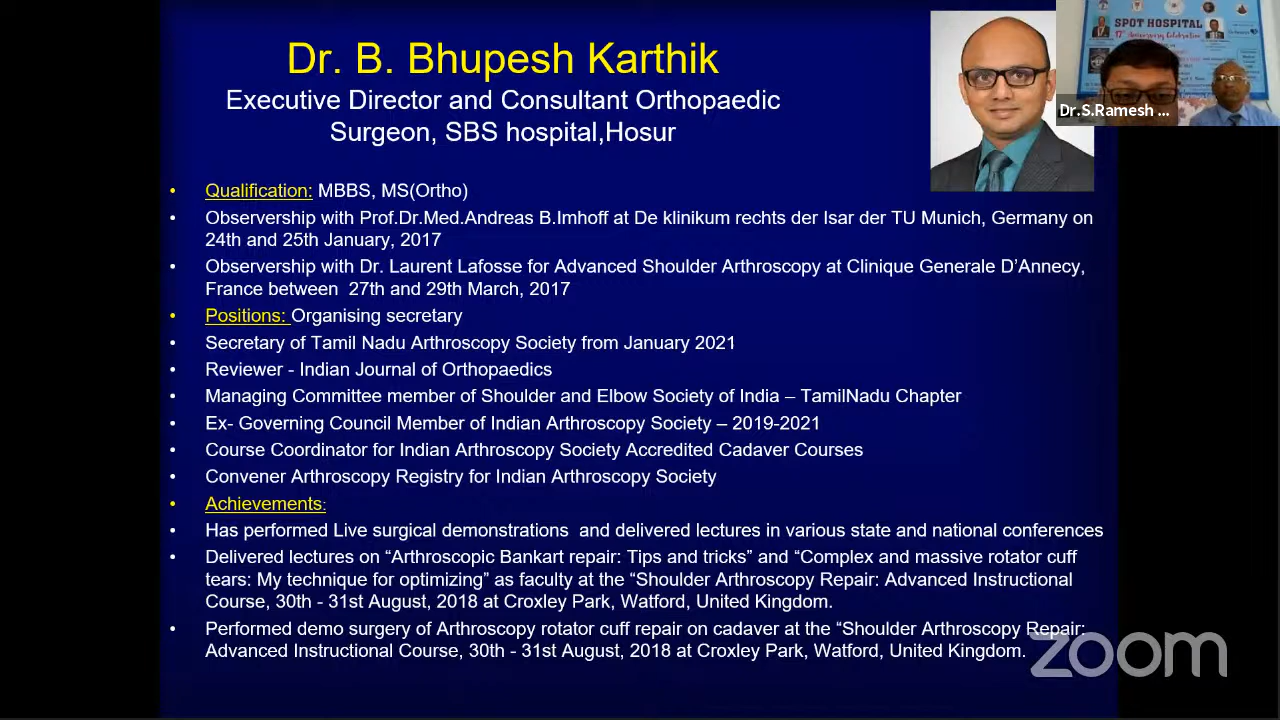 Dr. B. Bhupesh Karthik
Executive Director and Consultant Orthopaedic
Surgeon, SBS hospital,Hosur
• Qualification: MBBS, MS(Ortho)
• Observership with Prof.Dr.Med.Andreas B.Imhoff at De klinikum rechts der Isar der TU Munich, Germany on
24th and 25th January, 2017
• Observership with Dr. Laurent Lafosse for Advanced Shoulder Arthroscopy at Clinique Generale D’Annecy,
France between 27th and 29th March, 2017
• Positions: Organising secretary
• Secretary of Tamil Nadu Arthroscopy Society from January 2021
• Reviewer - Indian Journal of Orthopaedics
• Managing Committee member of Shoulder and Elbow Society of India – TamilNadu Chapter
• Ex- Governing Council Member of Indian Arthroscopy Society – 2019-2021
• Course Coordinator for Indian Arthroscopy Society Accredited Cadaver Courses
• Convener Arthroscopy Registry for Indian Arthroscopy Society
• Achievements:
• Has performed Live surgical demonstrations and delivered lectures in various state and national conferences
• Delivered lectures on “Arthroscopic Bankart repair: Tips and tricks” and “Complex and massive rotator cuff
tears: My technique for optimizing” as faculty at the “Shoulder Arthroscopy Repair: Advanced Instructional
Course, 30th - 31st August, 2018 at Croxley Park, Watford, United Kingdom.
• Performed demo surgery of Arthroscopy rotator cuff repair on cadaver at the “Shoulder Arthroscopy Repair:
Advanced Instructional Course, 30th - 31st August, 2018 at Croxley Park, Watford, United Kingdom.
SPOT HOSPITAL
17th Anniversary Celebration
Dr.S.Ramesh ...
zoom